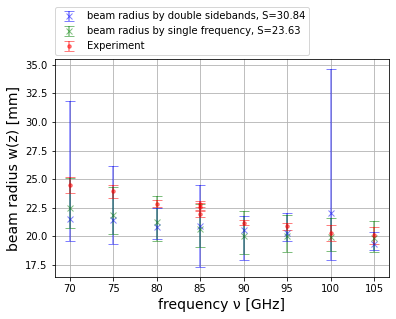 beam radius by double sidebands, S=30.84
beam radius by single frequency, S=23.63
Experiment
35.0
32.5
30.0
27.5
25.0
22.5
20.0
17.5
beam radius w(z) [mm]
70 75 80 85 90 95 100 105
frequency ν [GHz]